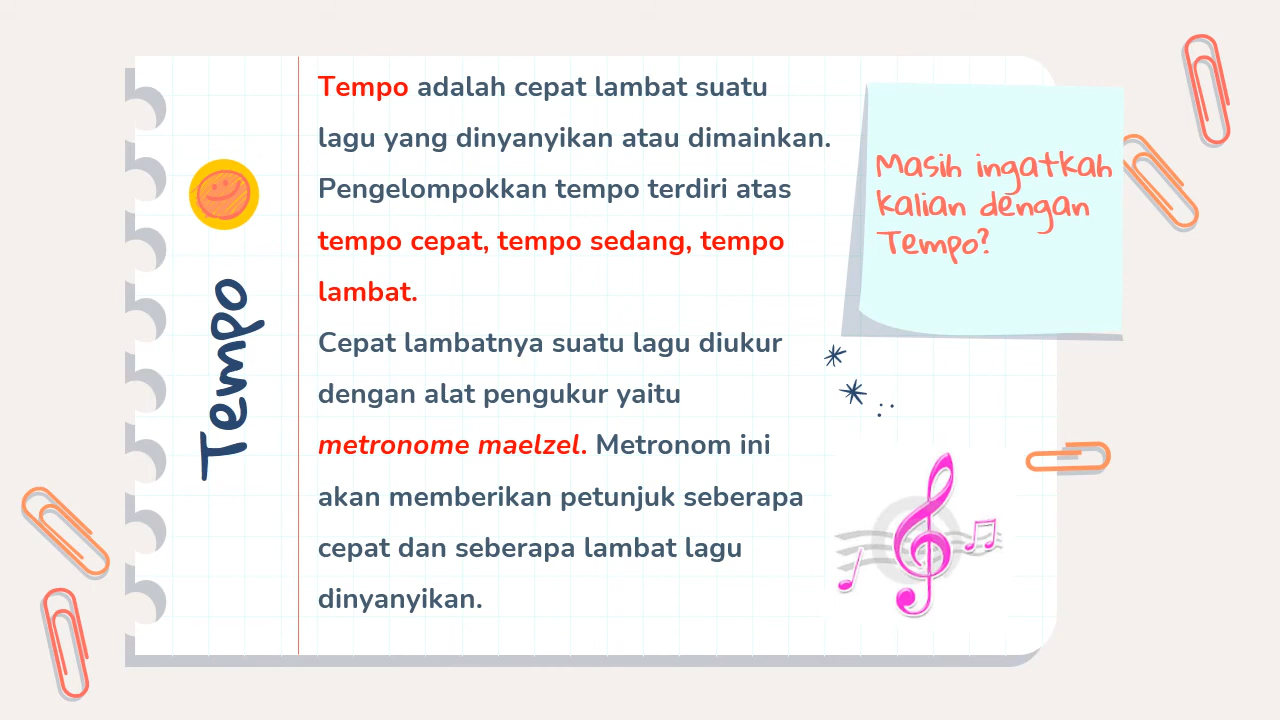 Tempo
Tempo adalah cepat lambat suatu
lagu yang dinyanyikan atau dimainkan.
Pengelompokkan tempo terdiri atas
tempo cepat, tempo sedang, tempo
lambat.
Cepat lambatnya suatu lagu diukur
dengan alat pengukur yaitu
metronome maelzel. Metronom ini
akan memberikan petunjuk seberapa
cepat dan seberapa lambat lagu
dinyanyikan.
Masih ingatkah
kalian dengan
Tempo?